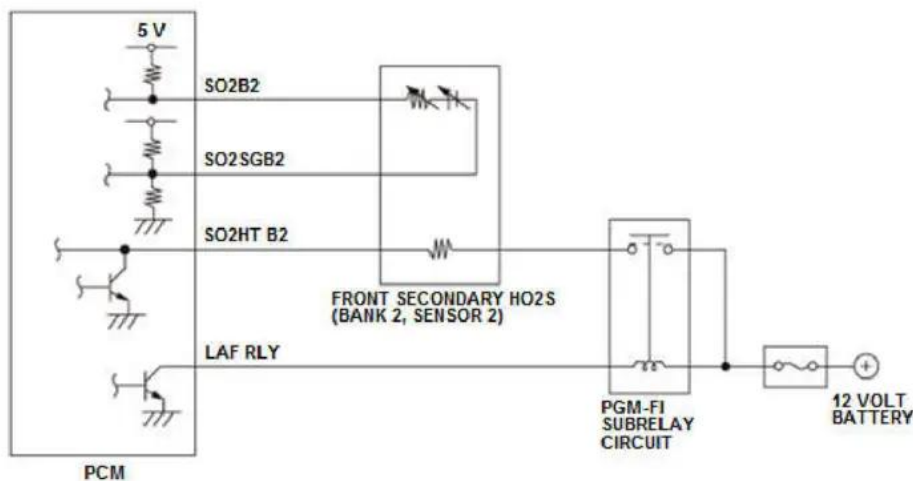 5 V
SO2B2
SO2SGB2
SO2HT B2
FRONT SECONDARY HO2S
(BANK 2, SENSOR 2)
LAF RLY
PGM-FI
SUBRELAY
CIRCUIT
12 VOLT
BATTERY
PCM